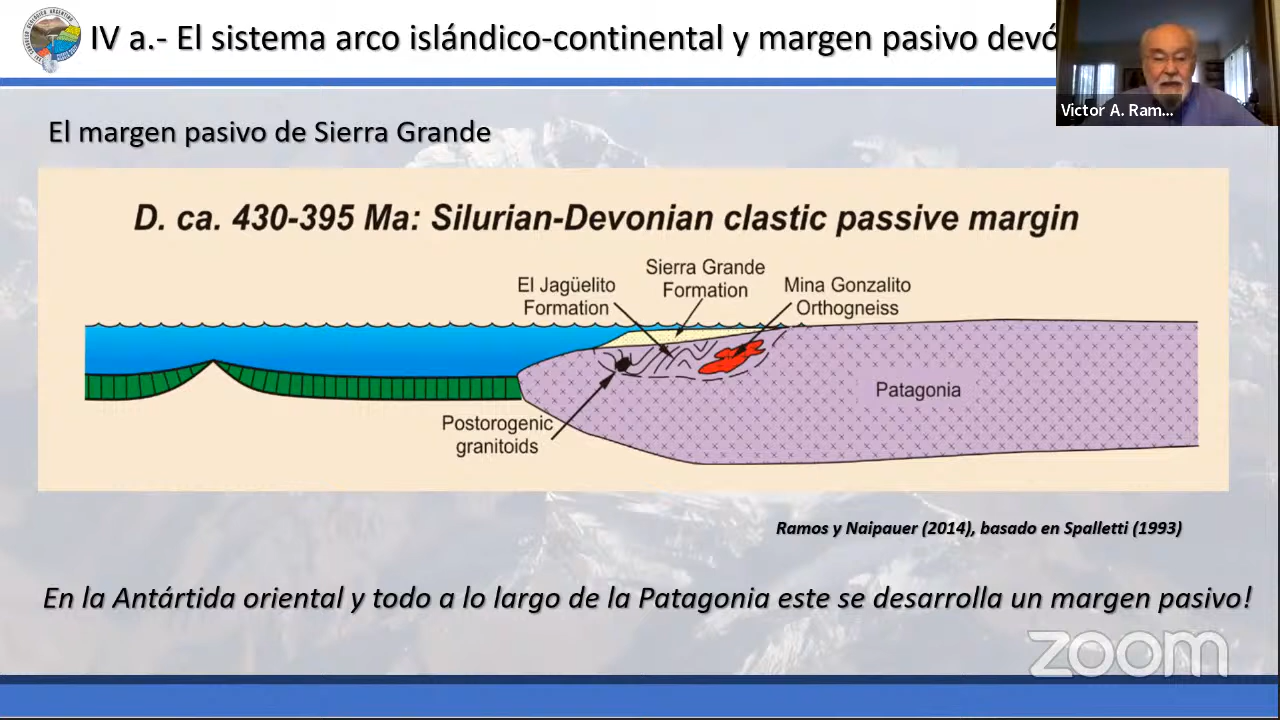 IV a.- El sistema arco islándico-continental y margen pasivo devó
Victor A. Ram...
El margen pasivo de Sierra Grande
D. ca. 430-395 Ma: Silurian-Devonian clastic passive margin
Sierra Grande
Formation
El Jagüelito
Formation
Mina Gonzalito
Orthogneiss
Patagonia
Postorogenic
granitoids
Ramos y Naipauer (2014), basado en Spalletti (1993)
En la Antártida oriental y todo a lo largo de la Patagonia este se desarrolla un margen pasivo!
zoom